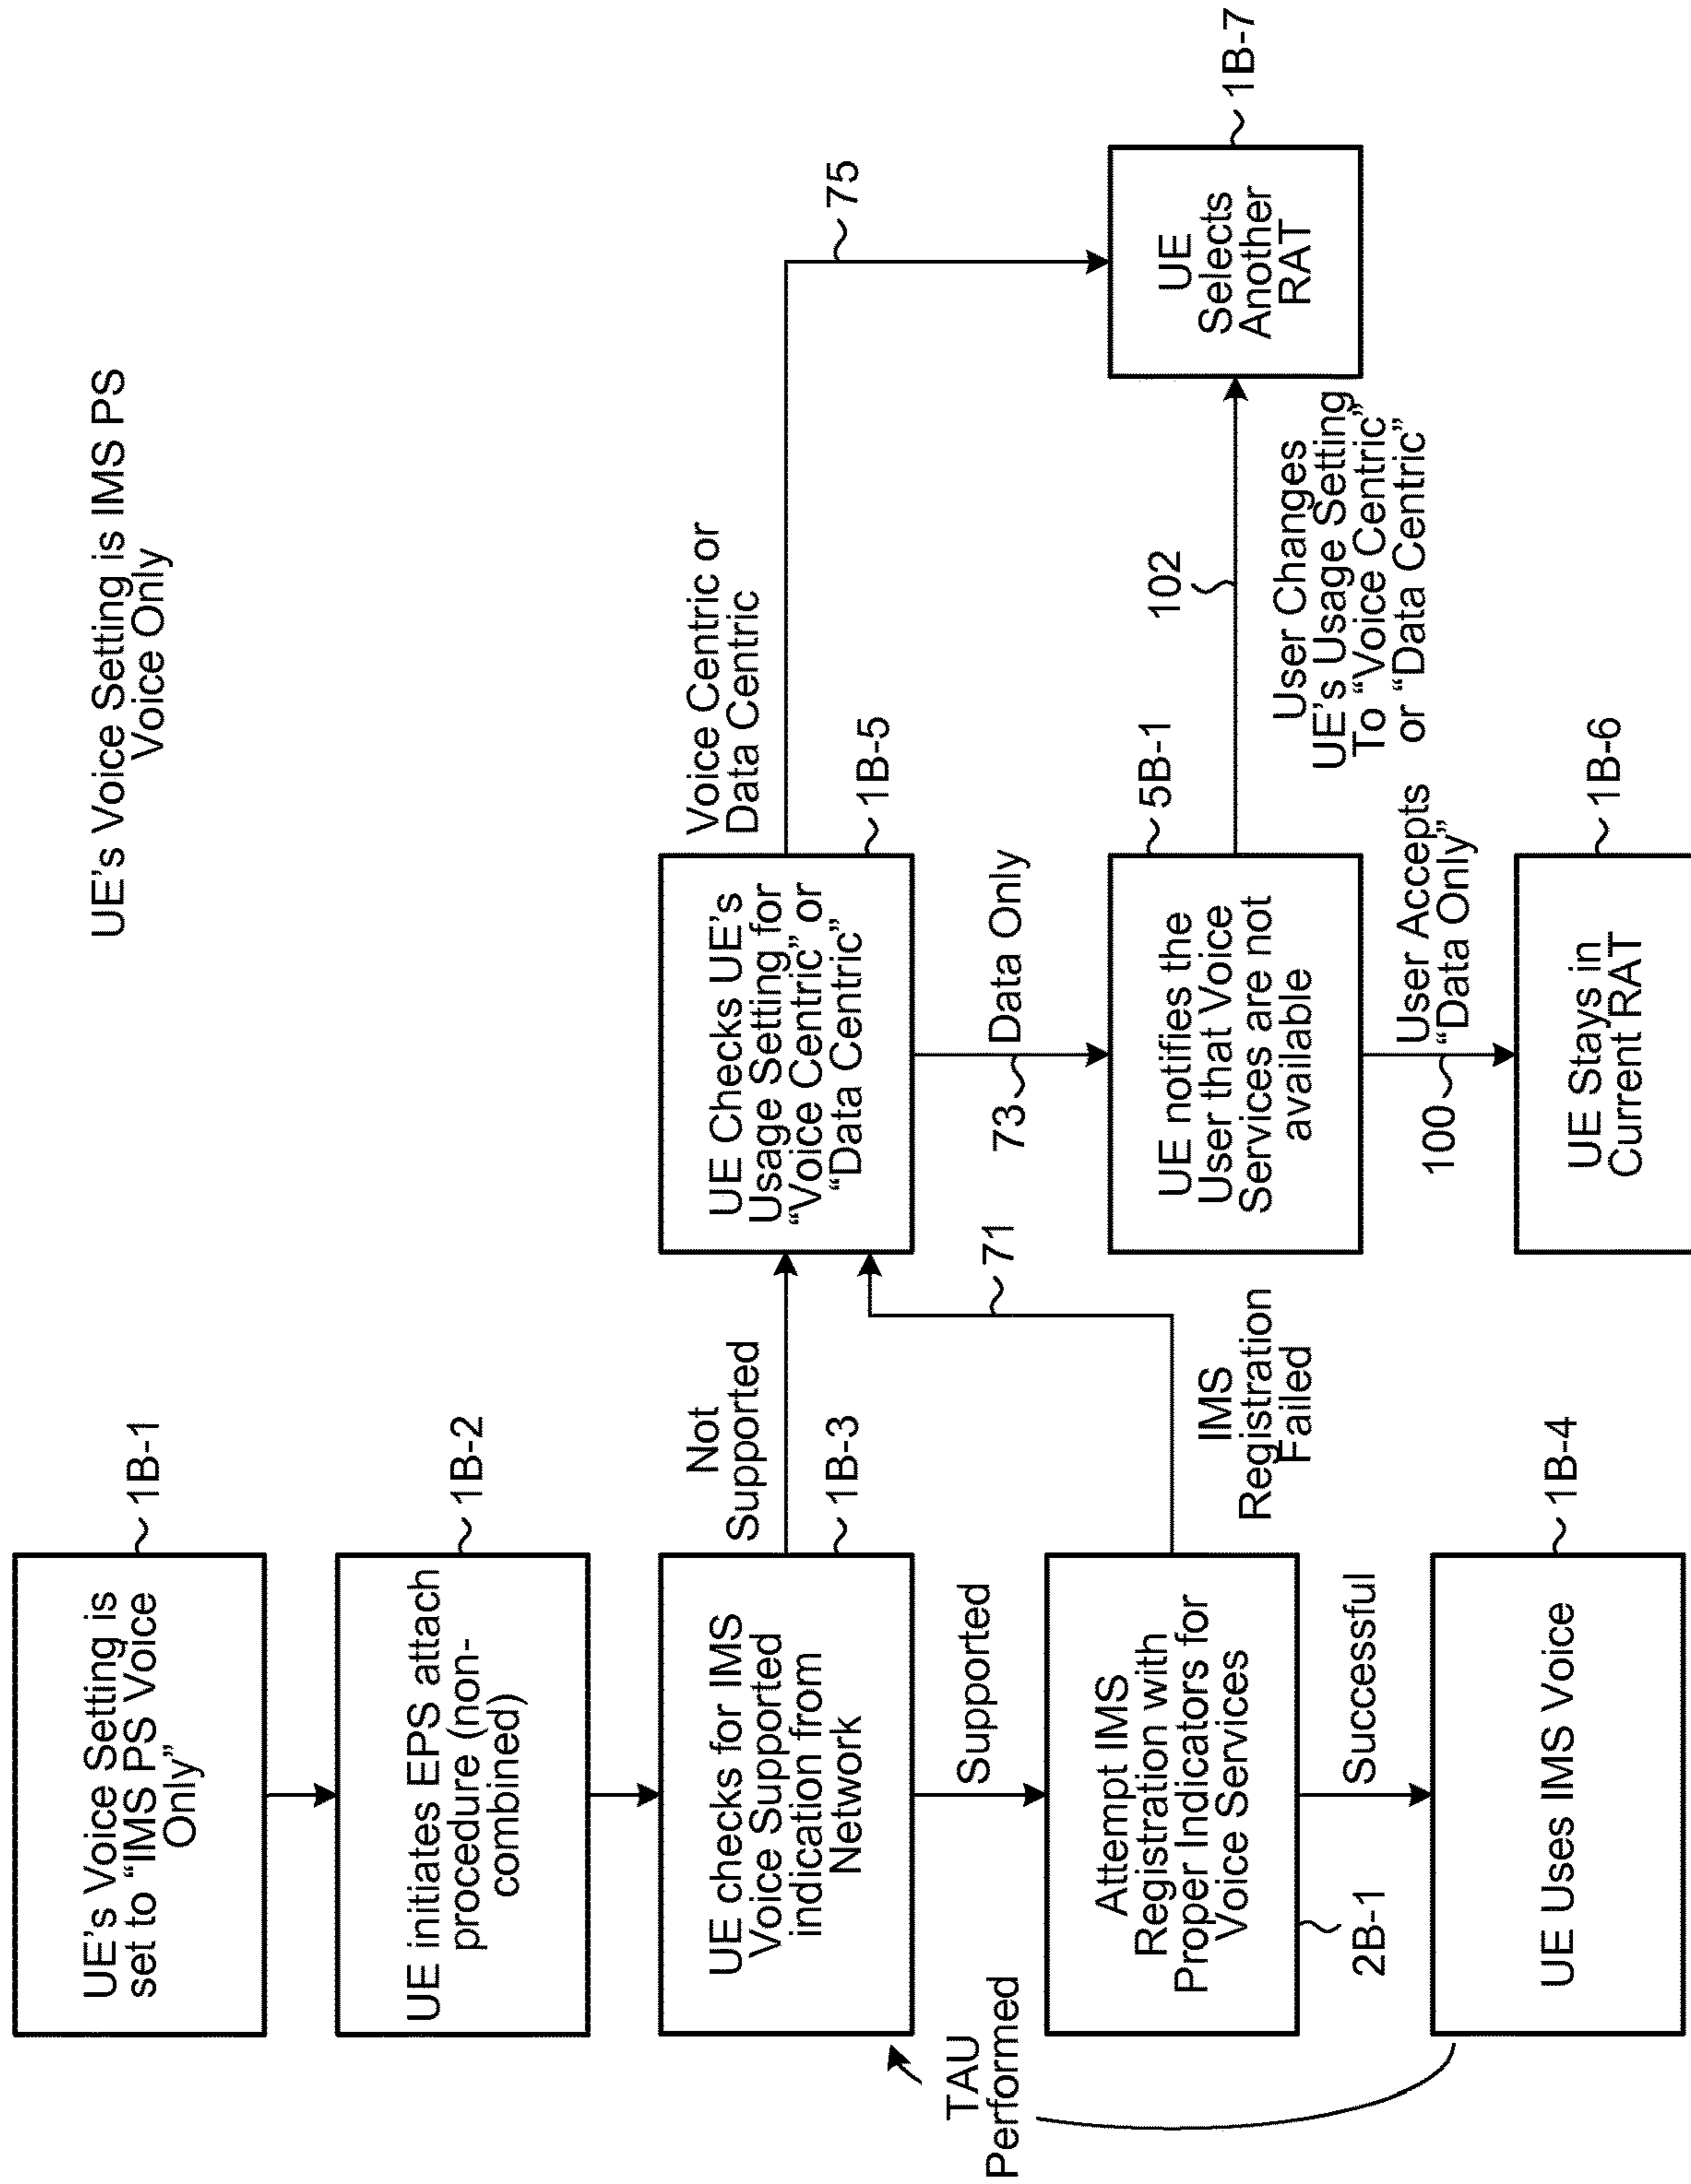 UE's Voice Setting is IMS PS
Voice Only
UE's Voice Setting is
set to “IMS PS Voice
Only”
1B-1
UE initiates EPS attach
procedure (non-
combined)
1B-2
UE checks for IMS
Voice Supported
indication from
Network
1B-3
Not
Supported
Supported
TAU
Performed
Attempt IMS
Registration with
Proper Indicators for
Voice Services
2B-1
IMS
Registration
Failed
71
Successful
UE Uses IMS Voice
1B-4
UE Checks UE's
Usage Setting for
“Voice Centric” or
“Data Centric”
1B-5
Voice Centric or
Data Centric
75
73
Data Only
UE notifies the
User that Voice
Services are not
available
5B-1
102
User Changes
UE's Usage Setting
To “Voice Centric”
or “Data Centric”
100
User Accepts
“Data Only”
UE Stays in
Current RAT
1B-6
UE
Selects
Another
RAT
1B-7